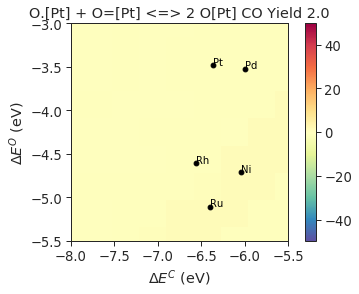 O.[Pt] + O=[Pt] <=> 2 O[Pt] CO Yield 2.0
−3.0
−3.5
−4.0
−4.5
−5.0
−5.5
ΔE^O (eV)
Pt
Pd
Rh
Ni
Ru
−8.0 −7.5 −7.0 −6.5 −6.0 −5.5
ΔE^C (eV)
40
20
0
−20
−40